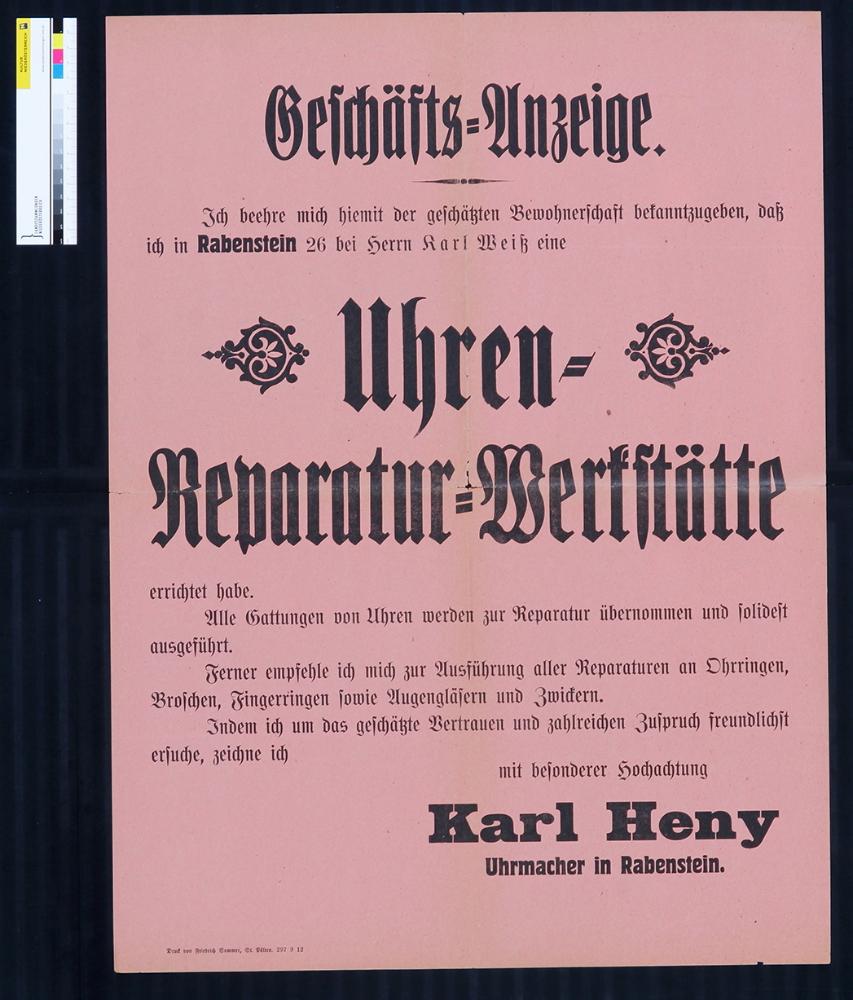 Geschäfts=Anzeige.
Ich beehre mich hiemit der geschätzten Bewohnerschaft bekanntzugeben, daß
ich in Rabenstein 26 bei Herrn Karl Weiß eine
Uhren=
Reparatur=Werkstätte
errichtet habe.
Alle Gattungen von Uhren werden zur Reparatur übernommen und solidest
ausgeführt.
Ferner empfehle ich mich zur Ausführung aller Reparaturen an Ohrringen,
Broschen, Fingerringen sowie Augengläsern und Zwickern.
Indem ich um das geschätzte Vertrauen und zahlreichen Zuspruch freundlichst
ersuche, zeichne ich
mit besonderer Hochachtung
Karl Heny
Uhrmacher in Rabenstein.
Druck von Friedrich Sommer, St. Pölten. 297 9 12